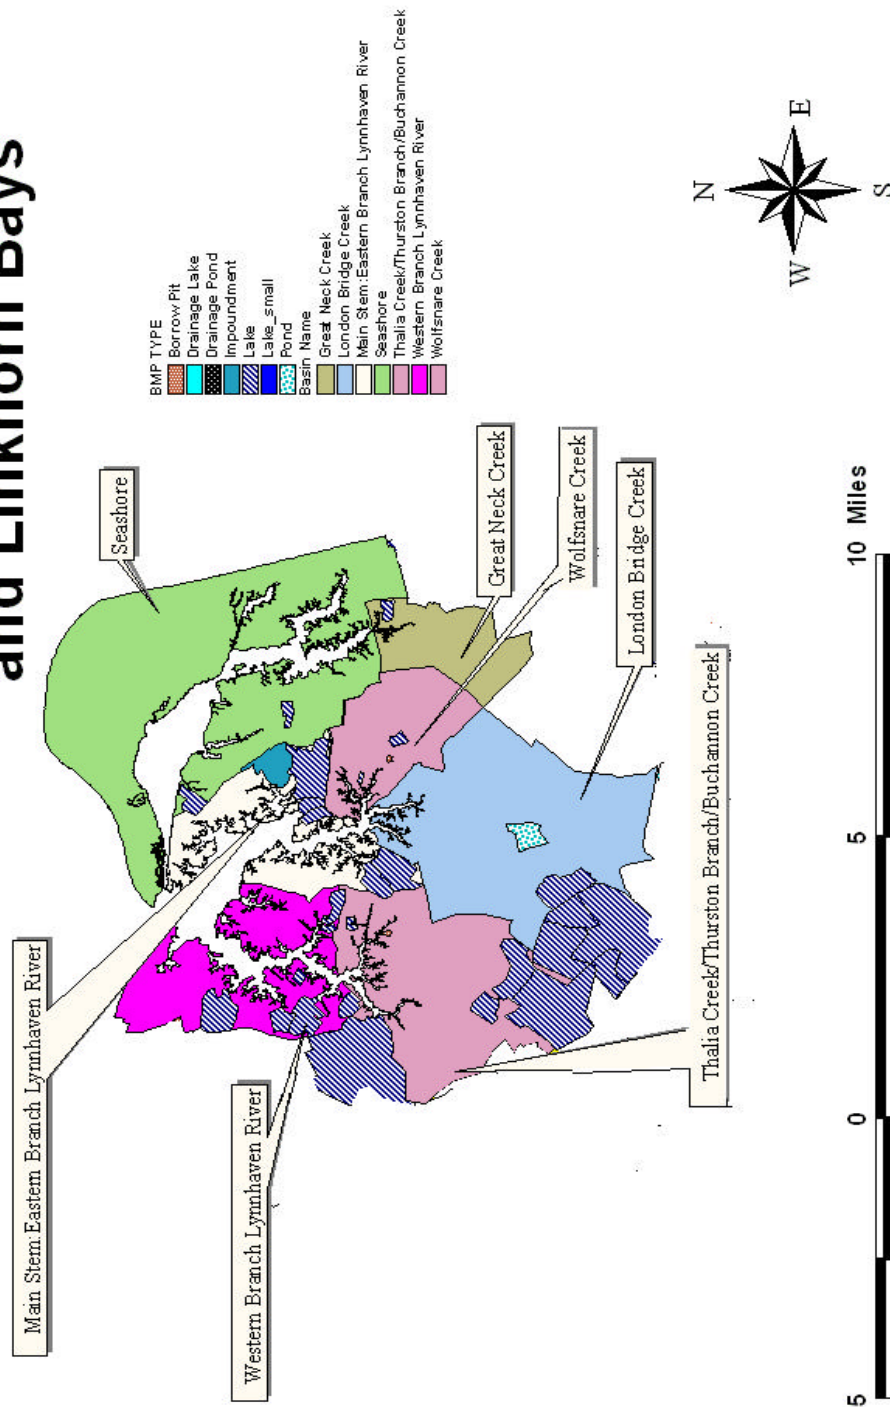 and Linkhorn Bays
BMP TYPE
Borrow Pit
Drainage Lake
Drainage Pond
Impoundment
Lake
Lake_small
Pond
Basin Name
Great Neck Creek
London Bridge Creek
Main Stem:Eastern Branch Lynnhaven River
Seashore
Thalia Creek/Thurston Branch/Buchannon Creek
Western Branch Lynnhaven River
Wolfsnare Creek
Main Stem:Eastern Branch Lynnhaven River
Seashore
Western Branch Lynnhaven River
Great Neck Creek
Wolfsnare Creek
London Bridge Creek
Thalia Creek/Thurston Branch/Buchannon Creek
N
W
E
S
5
0
5
10 Miles